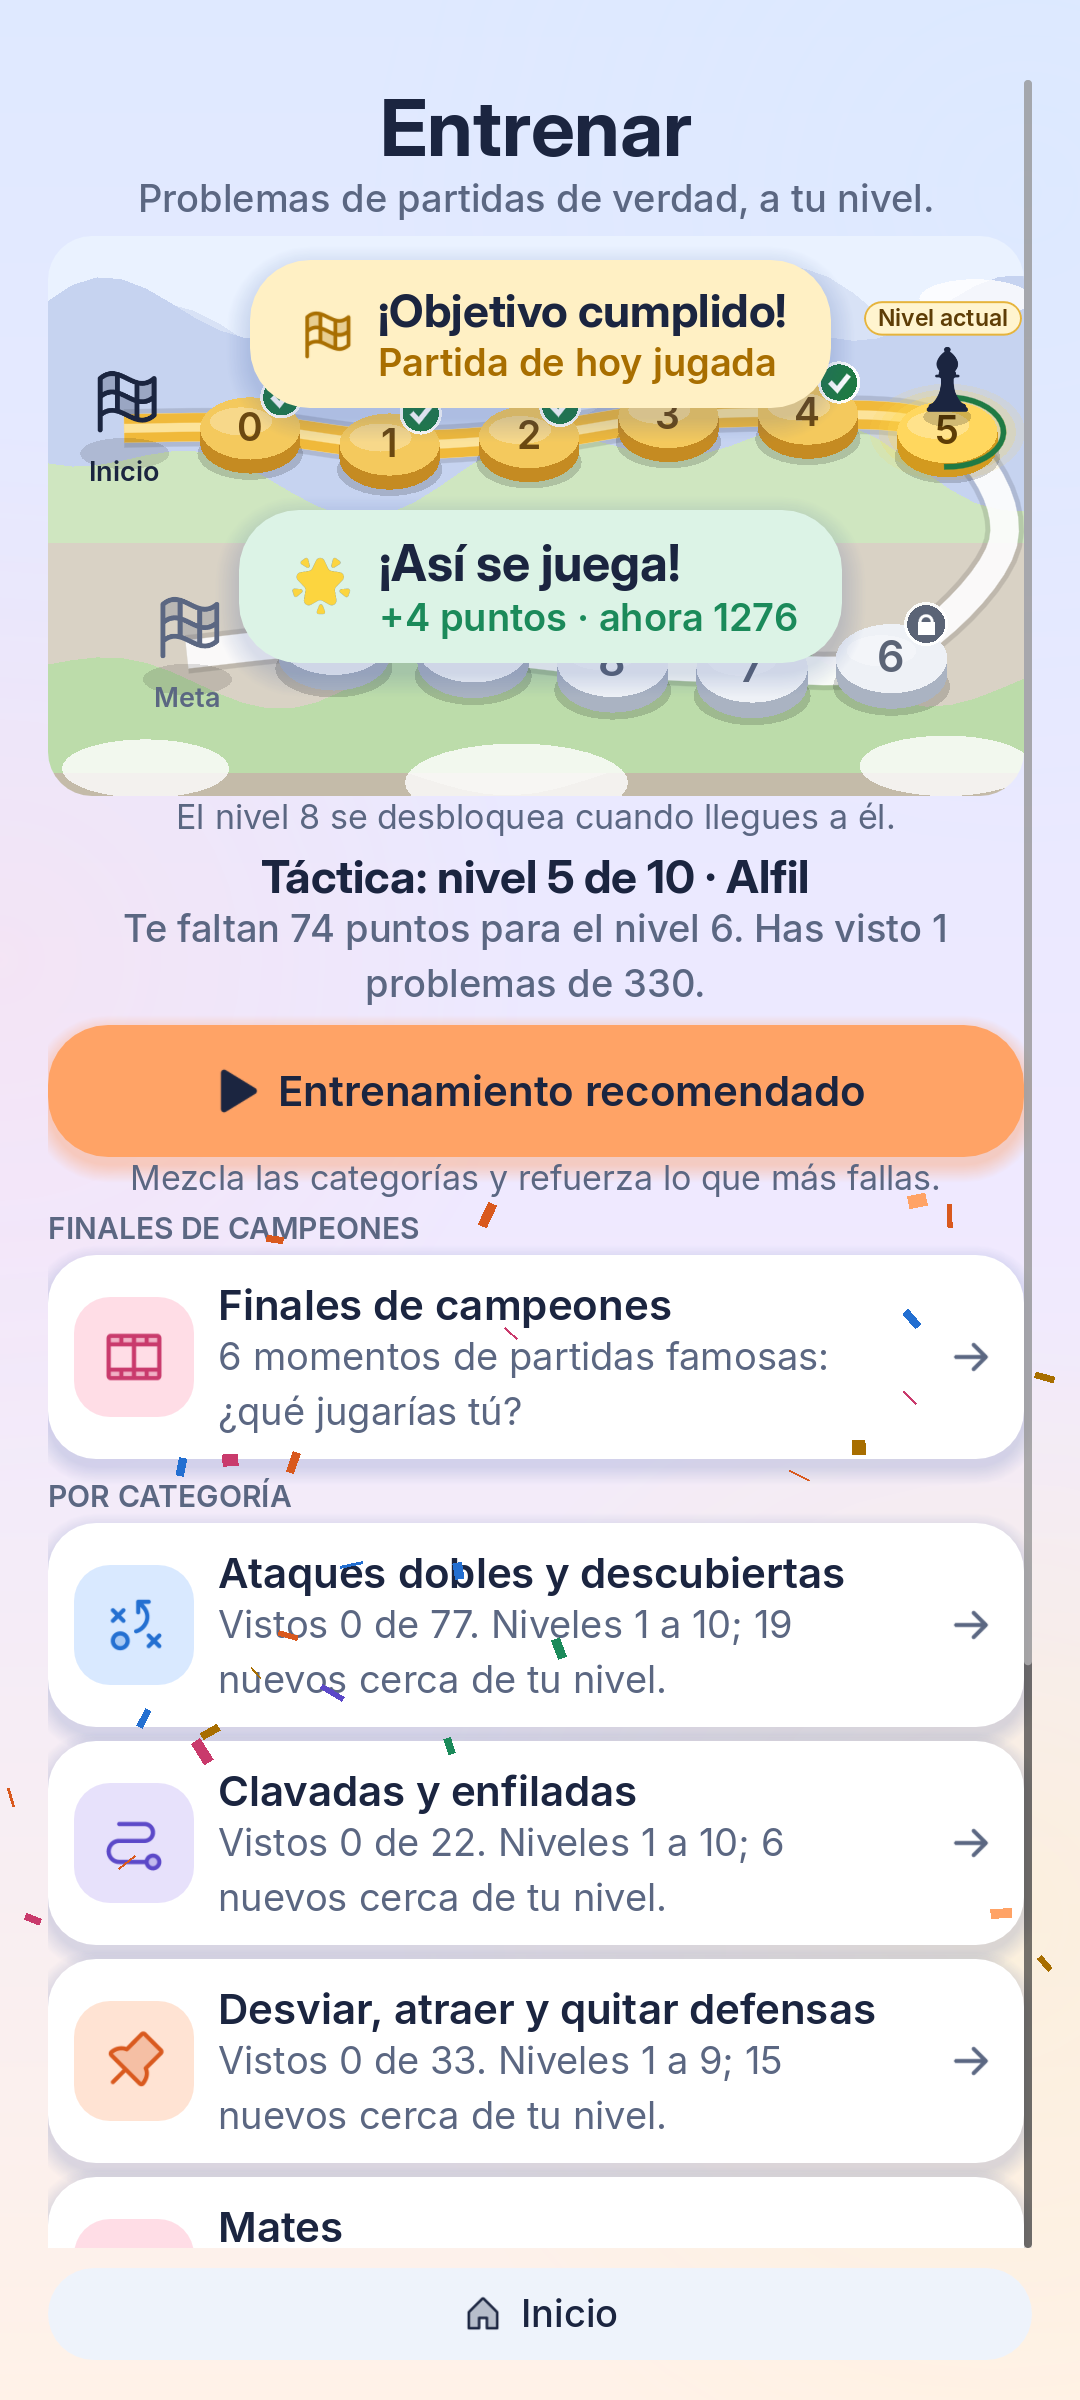 Entrenar
Problemas de partidas de verdad, a tu nivel.
¡Objetivo cumplido!
Partida de hoy jugada
Nivel actual
0
1
2
3
4
5
Inicio
¡Así se juega!
+4 puntos · ahora 1276
Meta
8
7
6
El nivel 8 se desbloquea cuando llegues a él.
Táctica: nivel 5 de 10 · Alfil
Te faltan 74 puntos para el nivel 6. Has visto 1
problemas de 330.
Entrenamiento recomendado
Mezcla las categorías y refuerza lo que más fallas.
FINALES DE CAMPEONES
Finales de campeones
6 momentos de partidas famosas:
¿qué jugarías tú?
POR CATEGORÍA
Ataques dobles y descubiertas
Vistos 0 de 77. Niveles 1 a 10; 19
nuevos cerca de tu nivel.
Clavadas y enfiladas
Vistos 0 de 22. Niveles 1 a 10; 6
nuevos cerca de tu nivel.
Desviar, atraer y quitar defensas
Vistos 0 de 33. Niveles 1 a 9; 15
nuevos cerca de tu nivel.
Mates
Inicio